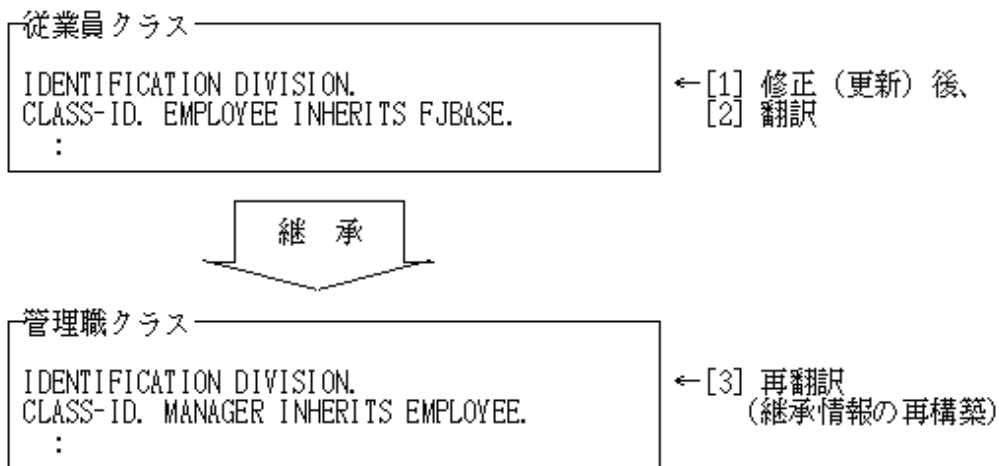 従業員クラス
IDENTIFICATION DIVISION.
CLASS-ID. EMPLOYEE INHERITS FJBASE.
:
←[1] 修正（更新）後、
[2] 翻訳
継 承
管理職クラス
IDENTIFICATION DIVISION.
CLASS-ID. MANAGER INHERITS EMPLOYEE.
:
←[3] 再翻訳
（継承情報の再構築）